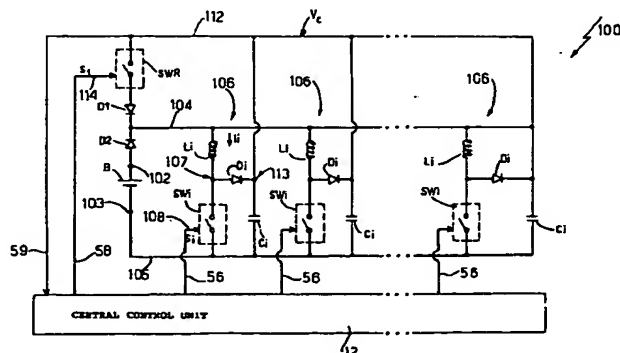 112
Vc
100
S1
SWR
114
106
106
106
D1
104
D2
Li
Ii
Li
Li
107
Di
113
Di
Di
B
102
SWi
SWi
SWi
103
108
Ci
Ci
Ci
Fi
59
58
105
56
56
56
CENTRAL CONTROL UNIT
12